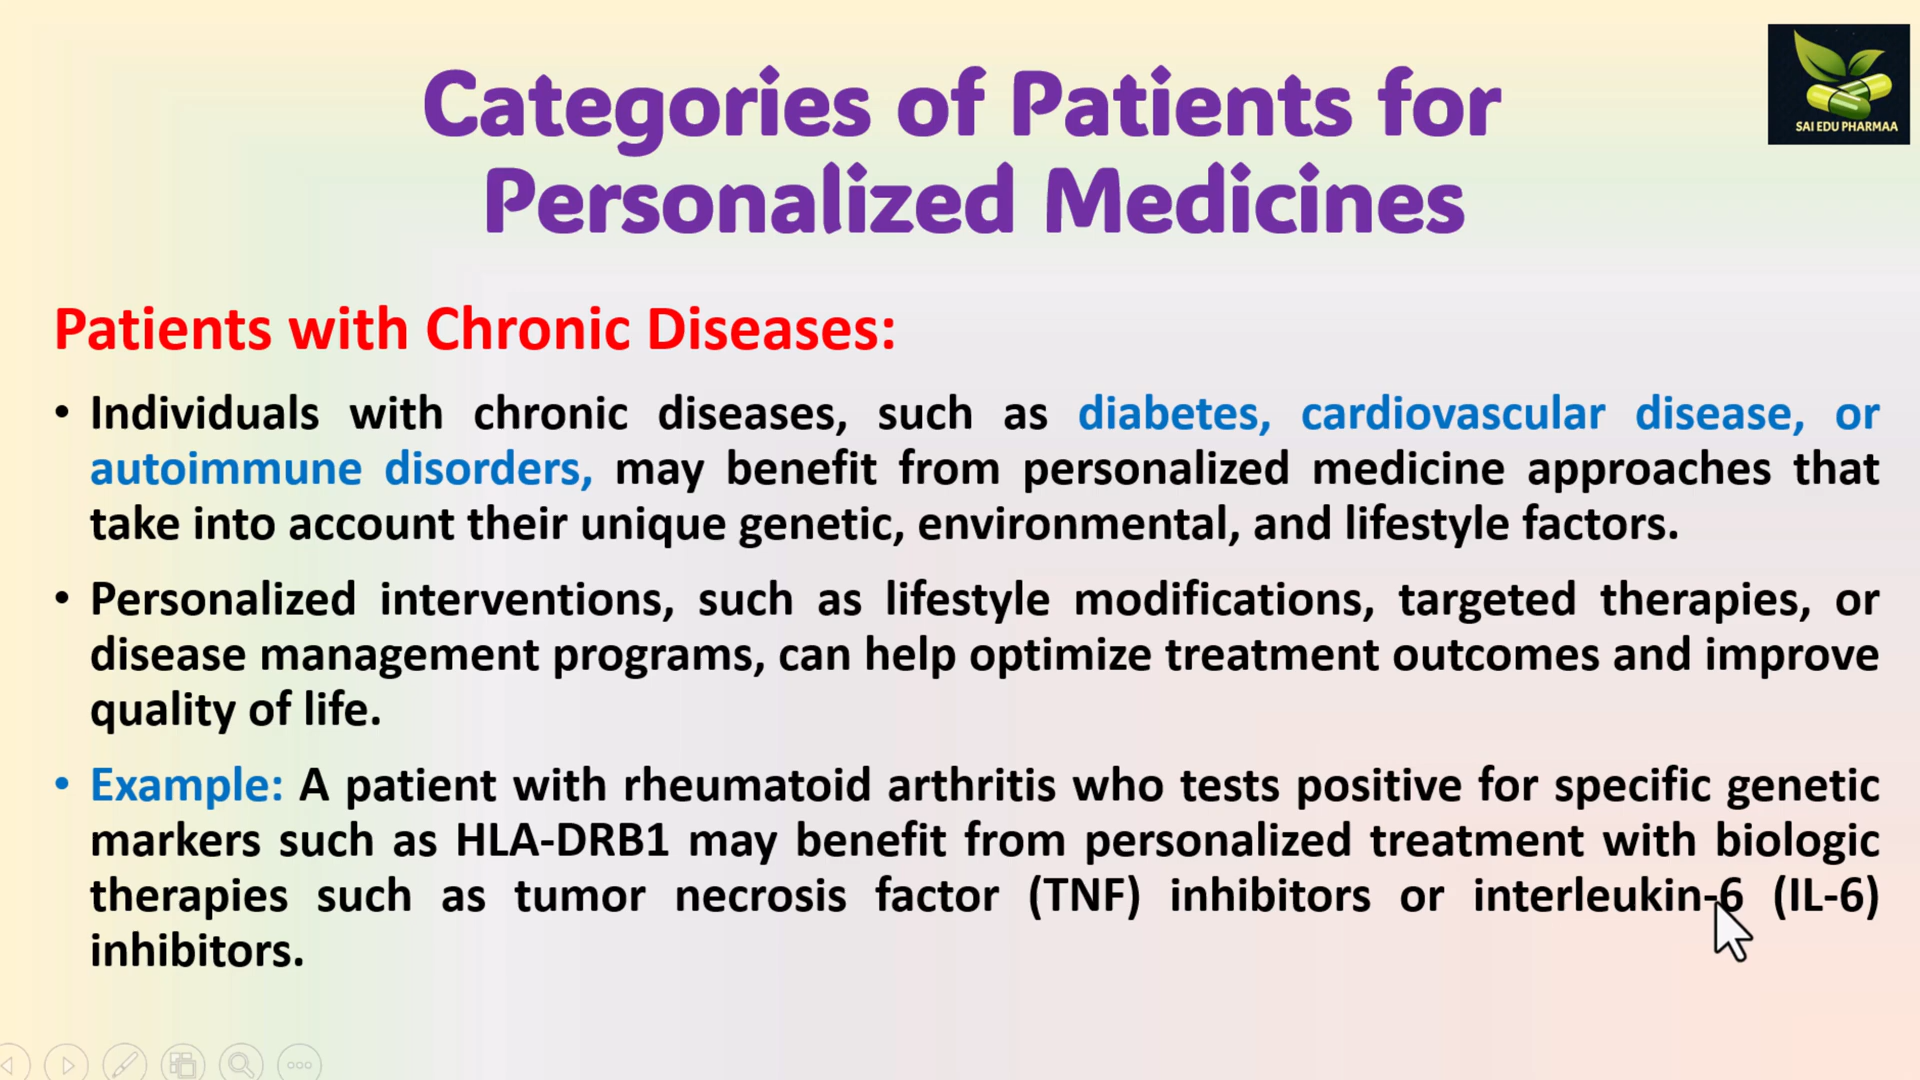 Categories of Patients for
Personalized Medicines
SAI EDU PHARMAA
Patients with Chronic Diseases:
• Individuals with chronic diseases, such as diabetes, cardiovascular disease, or
autoimmune disorders, may benefit from personalized medicine approaches that
take into account their unique genetic, environmental, and lifestyle factors.
• Personalized interventions, such as lifestyle modifications, targeted therapies, or
disease management programs, can help optimize treatment outcomes and improve
quality of life.
• Example: A patient with rheumatoid arthritis who tests positive for specific genetic
markers such as HLA-DRB1 may benefit from personalized treatment with biologic
therapies such as tumor necrosis factor (TNF) inhibitors or interleukin-6 (IL-6)
inhibitors.